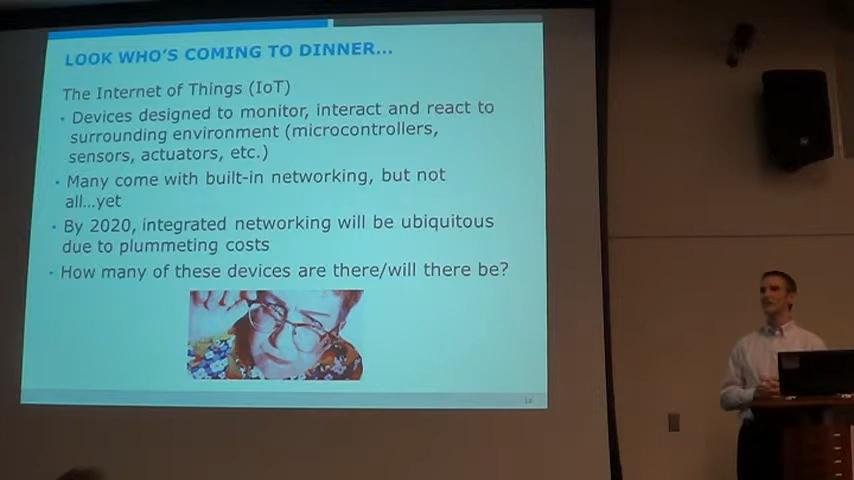 LOOK WHO'S COMING TO DINNER...
The Internet of Things (IoT)
• Devices designed to monitor, interact and react to
surrounding environment (microcontrollers,
sensors, actuators, etc.)
• Many come with built-in networking, but not
all...yet
• By 2020, integrated networking will be ubiquitous
due to plummeting costs
• How many of these devices are there/will there be?